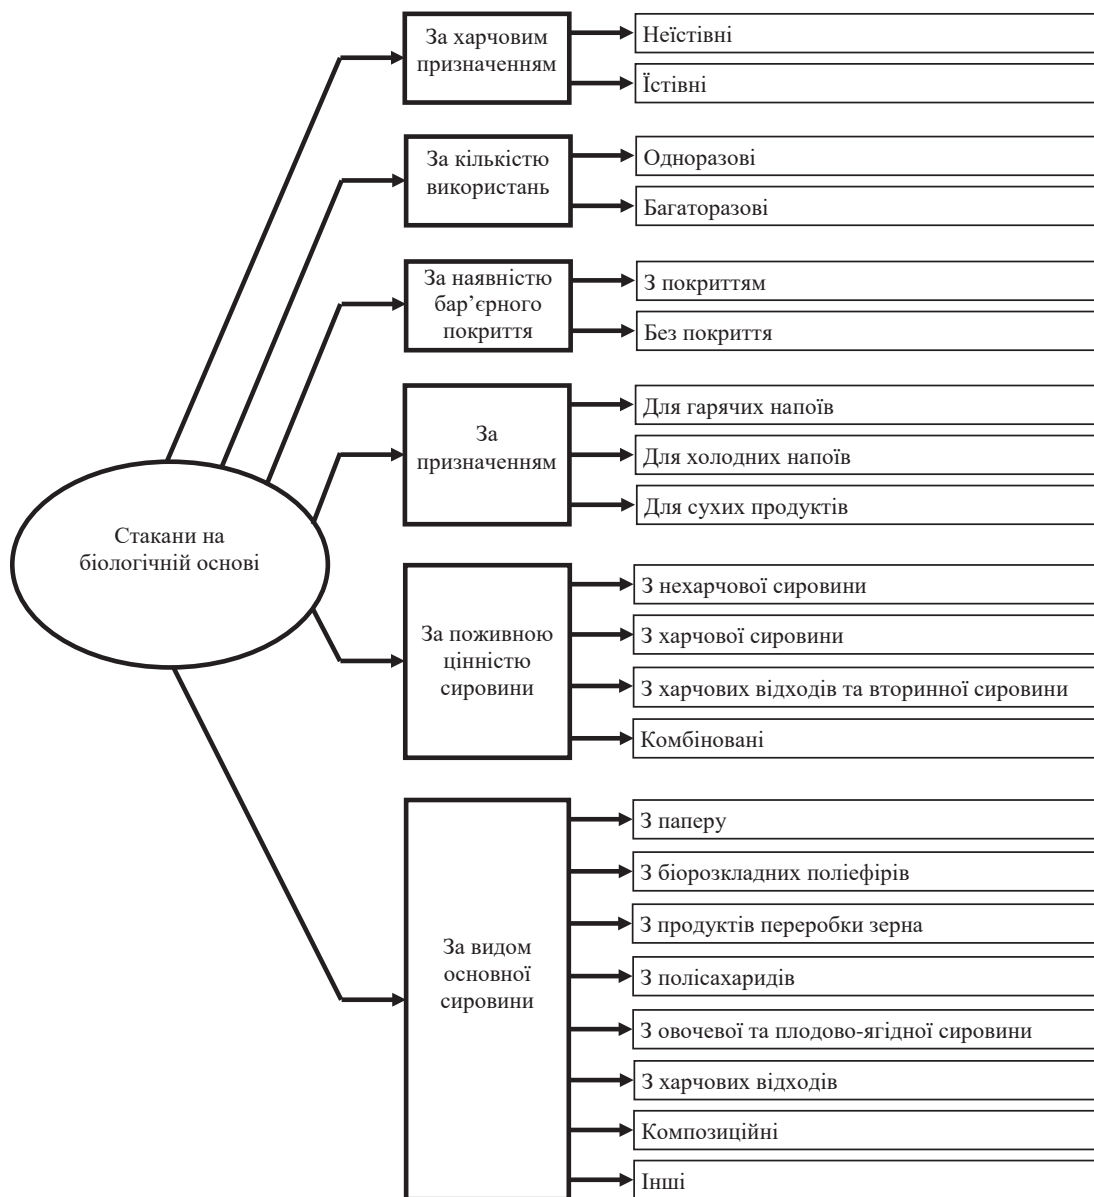 За харчовим
призначенням
Неїстівні
Їстівні
За кількістю
використань
Одноразові
Багаторазові
За наявністю
бар’єрного
покриття
З покриттям
Без покриття
За
призначенням
Для гарячих напоїв
Для холодних напоїв
Для сухих продуктів
Стакани на
біологічній основі
За поживною
цінністю
сировини
З нехарчової сировини
З харчової сировини
З харчових відходів та вторинної сировини
Комбіновані
За видом
основної
сировини
З паперу
З біорозкладних поліефірів
З продуктів переробки зерна
З полісахаридів
З овочевої та плодово-ягідної сировини
З харчових відходів
Композиційні
Інші